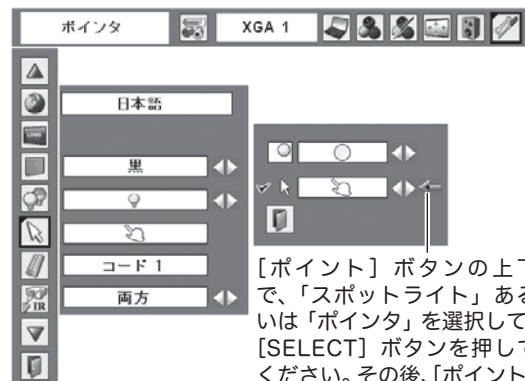 ポインタ
XGA 1
LOGO
日本語
黒
コード 1
両方
IR
[ポイント] ボタンの上下
で、「スポットライト」ある
いは「ポインタ」を選択して
[SELECT] ボタンを押して
ください。その後、[ポイント]